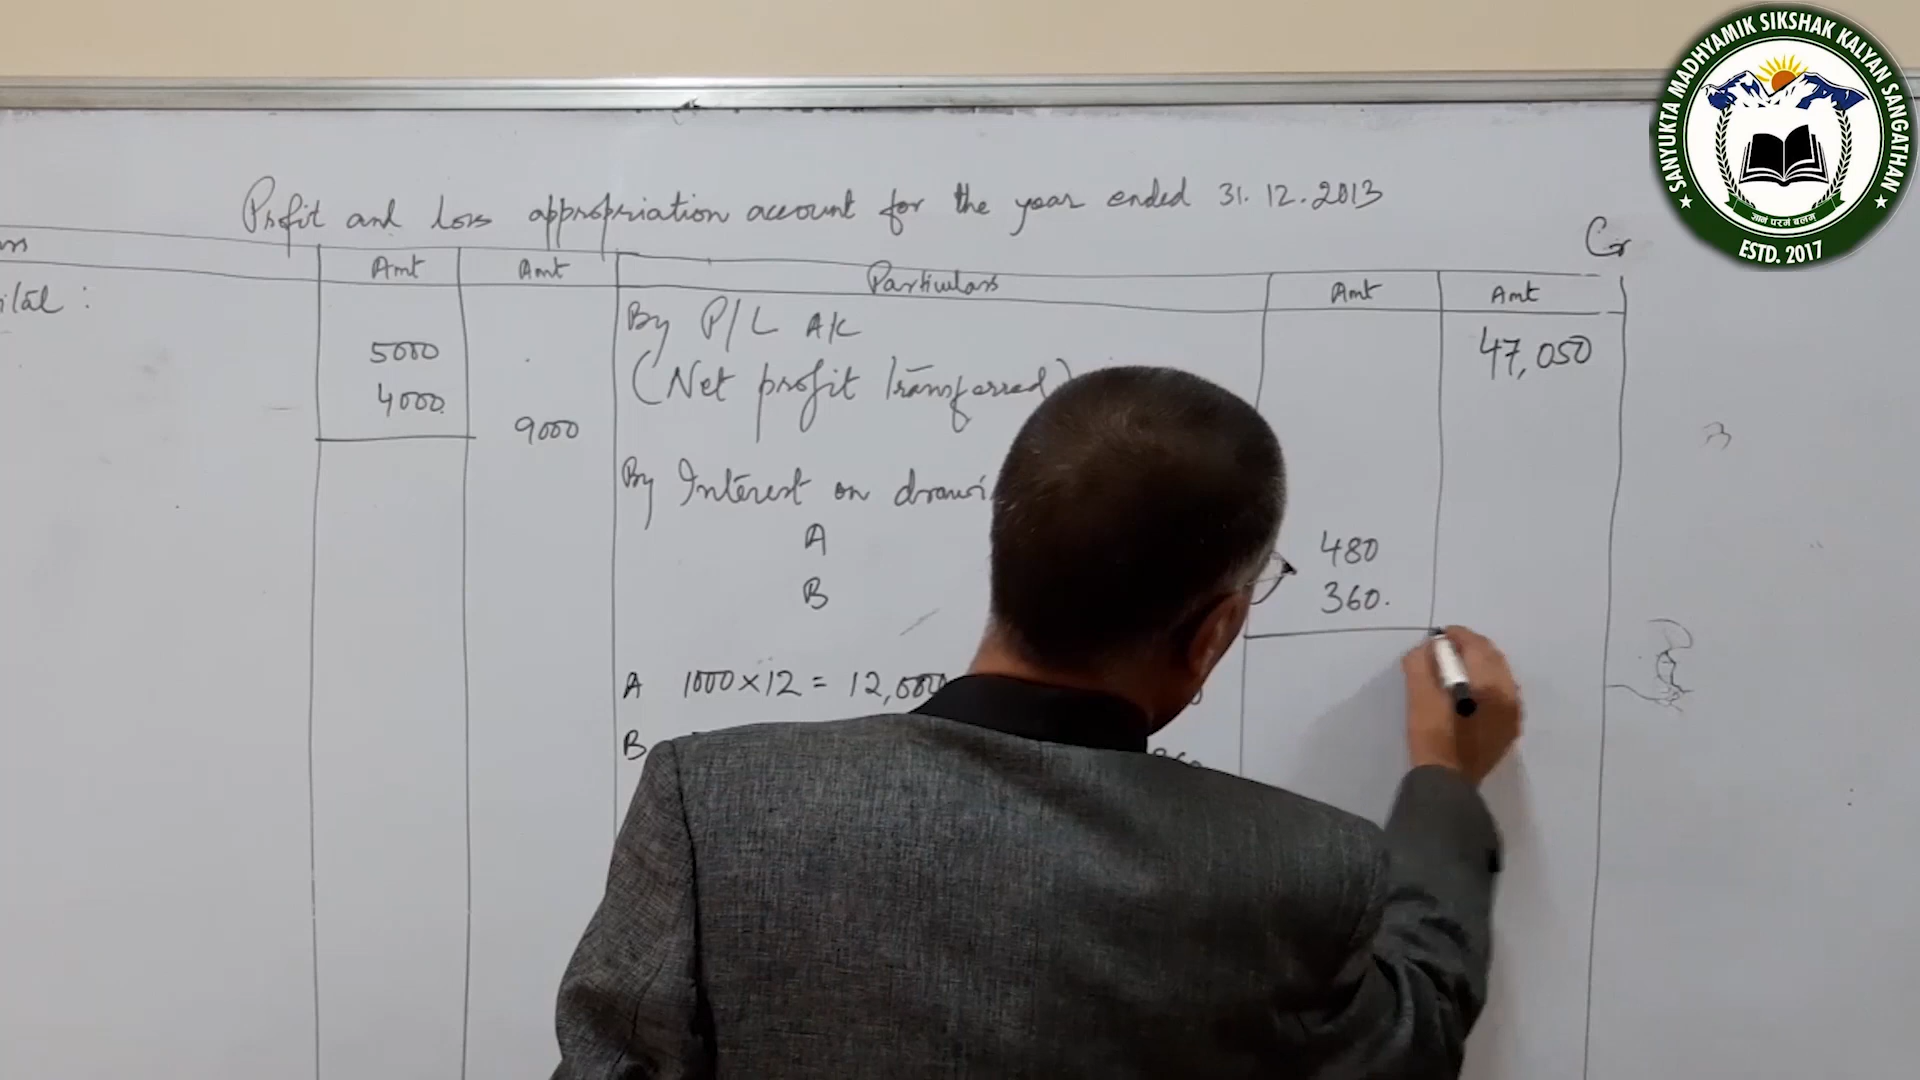 SANYUKTA MADHYAMIK SIKSHAK KALYAN SANGATHAN
ज्ञानं परमं बलम्
ESTD. 2017
Profit and loss appropriation account for the year ended 31.12.2013
Cr
Amt Amt Particulars Amt Amt
5000
4000
9000
By P/L A/c 47,050
(Net profit transferred)
By Interest on
A 480
B 360.
A 1000×12 = 12,000
B